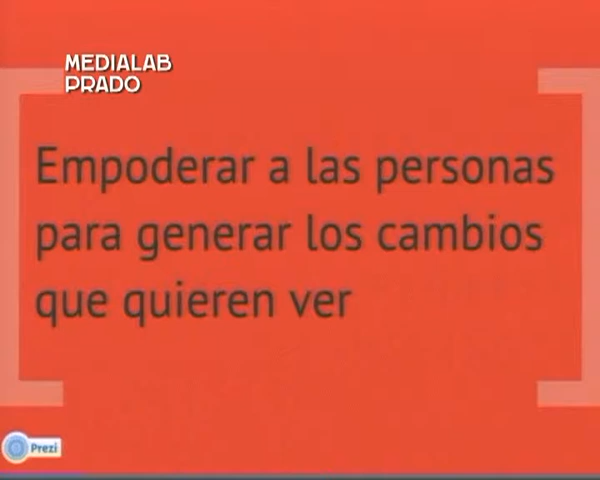 MEDIALAB
PRADO
Empoderar a las personas
para generar los cambios
que quieren ver
Prezi